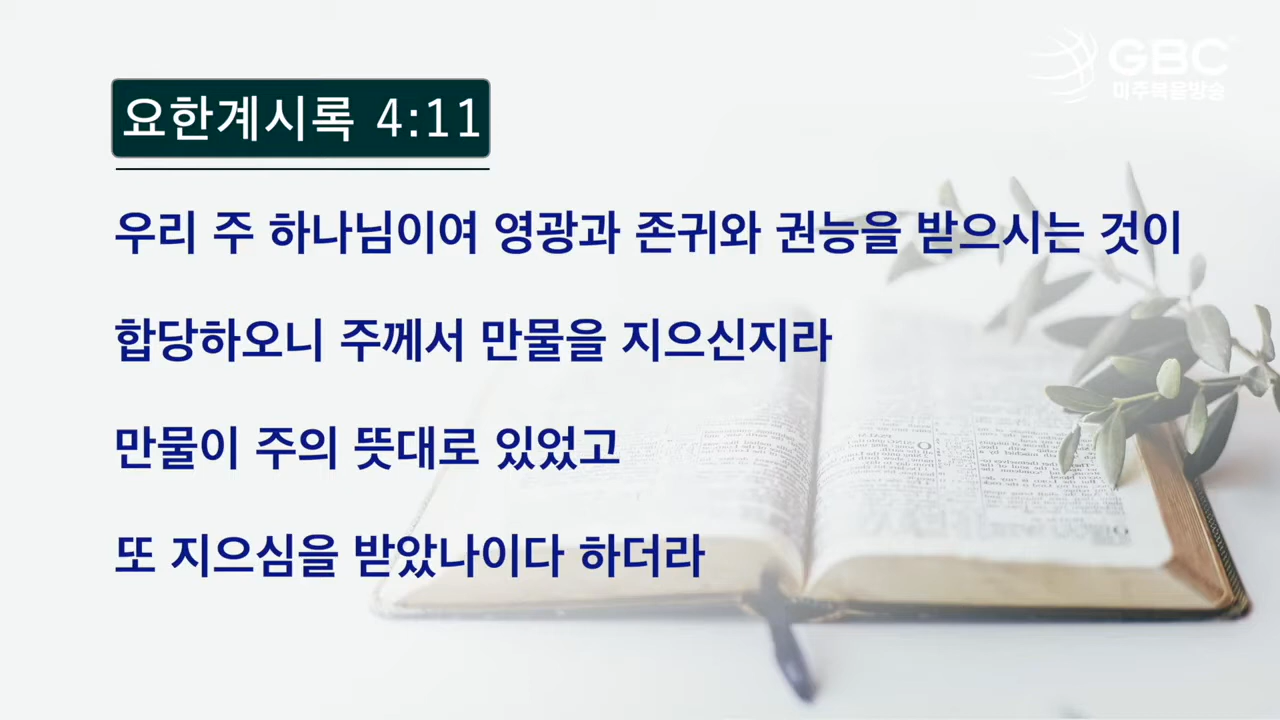 GBC
미주복음방송
요한계시록 4:11
우리 주 하나님이여 영광과 존귀와 권능을 받으시는 것이
합당하오니 주께서 만물을 지으신지라
만물이 주의 뜻대로 있었고
또 지으심을 받았나이다 하더라